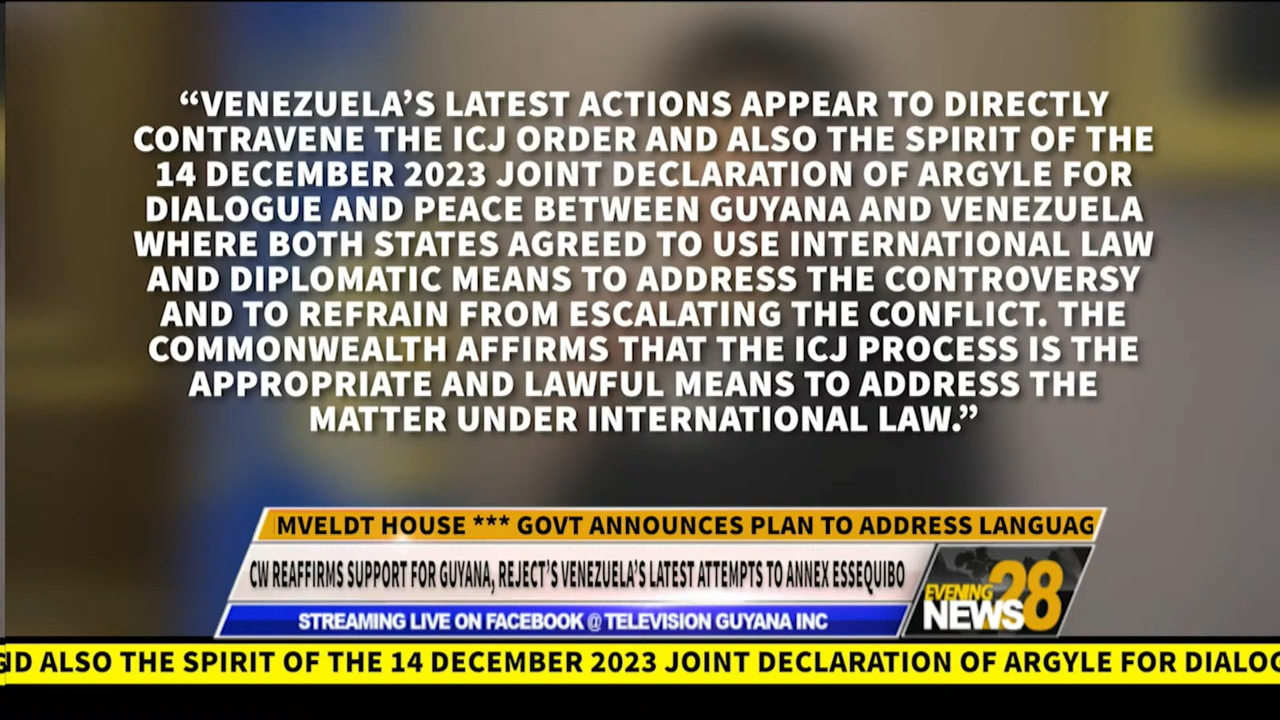 “VENEZUELA’S LATEST ACTIONS APPEAR TO DIRECTLY
CONTRAVENE THE ICJ ORDER AND ALSO THE SPIRIT OF THE
14 DECEMBER 2023 JOINT DECLARATION OF ARGYLE FOR
DIALOGUE AND PEACE BETWEEN GUYANA AND VENEZUELA
WHERE BOTH STATES AGREED TO USE INTERNATIONAL LAW
AND DIPLOMATIC MEANS TO ADDRESS THE CONTROVERSY
AND TO REFRAIN FROM ESCALATING THE CONFLICT. THE
COMMONWEALTH AFFIRMS THAT THE ICJ PROCESS IS THE
APPROPRIATE AND LAWFUL MEANS TO ADDRESS THE
MATTER UNDER INTERNATIONAL LAW.”
MVELDT HOUSE *** GOVT ANNOUNCES PLAN TO ADDRESS LANGUAG
CW REAFFIRMS SUPPORT FOR GUYANA, REJECT’S VENEZUELA’S LATEST ATTEMPTS TO ANNEX ESSEQUIBO
STREAMING LIVE ON FACEBOOK @ TELEVISION GUYANA INC
EVENING
NEWS 28
ND ALSO THE SPIRIT OF THE 14 DECEMBER 2023 JOINT DECLARATION OF ARGYLE FOR DIALOG